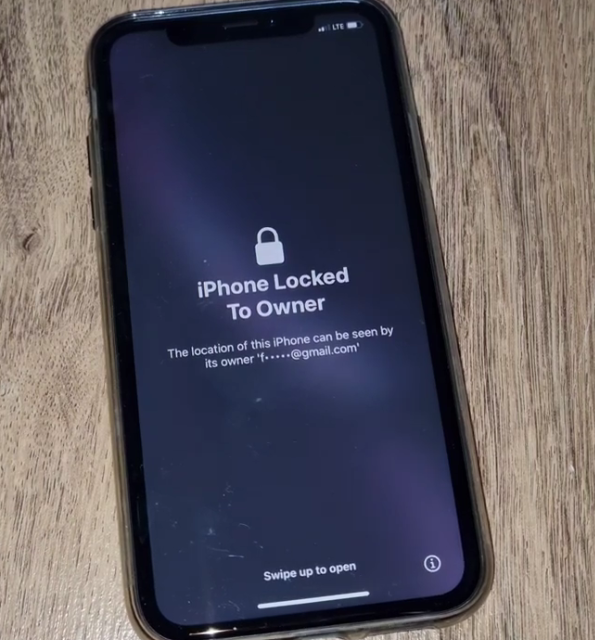 LTE
iPhone Locked
To Owner
The location of this iPhone can be seen by
its owner 'f•••••@gmail.com'
Swipe up to open